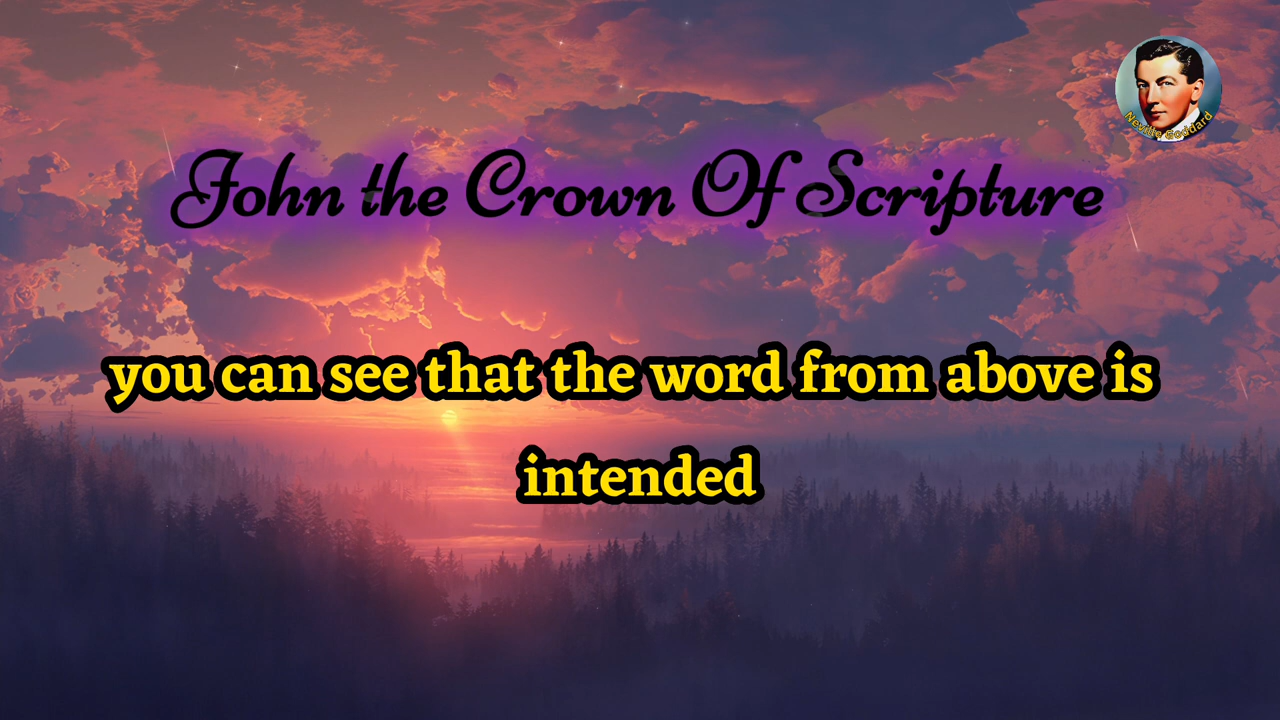 Neville Goddard
John the Crown Of Scripture
you can see that the word from above is
intended